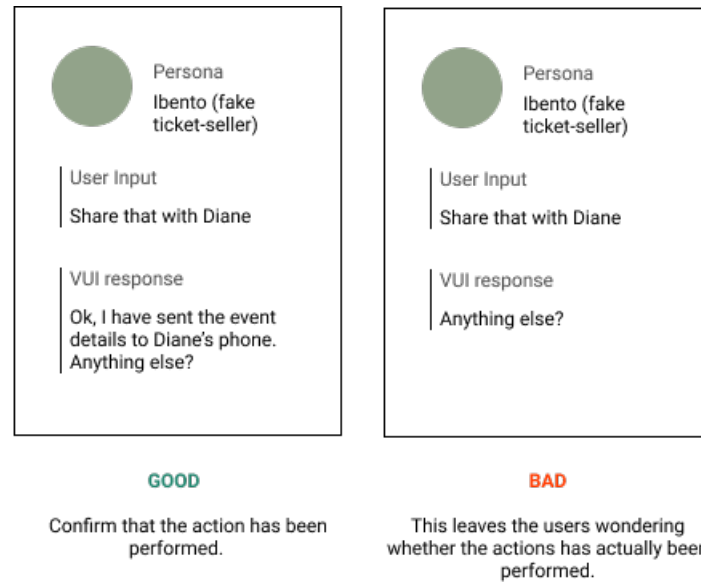 Persona
Ibento (fake
ticket-seller)
User Input
Share that with Diane
VUI response
Ok, I have sent the event
details to Diane's phone.
Anything else?
GOOD
Confirm that the action has been
performed.
Persona
Ibento (fake
ticket-seller)
User Input
Share that with Diane
VUI response
Anything else?
BAD
This leaves the users wondering
whether the actions has actually been
performed.